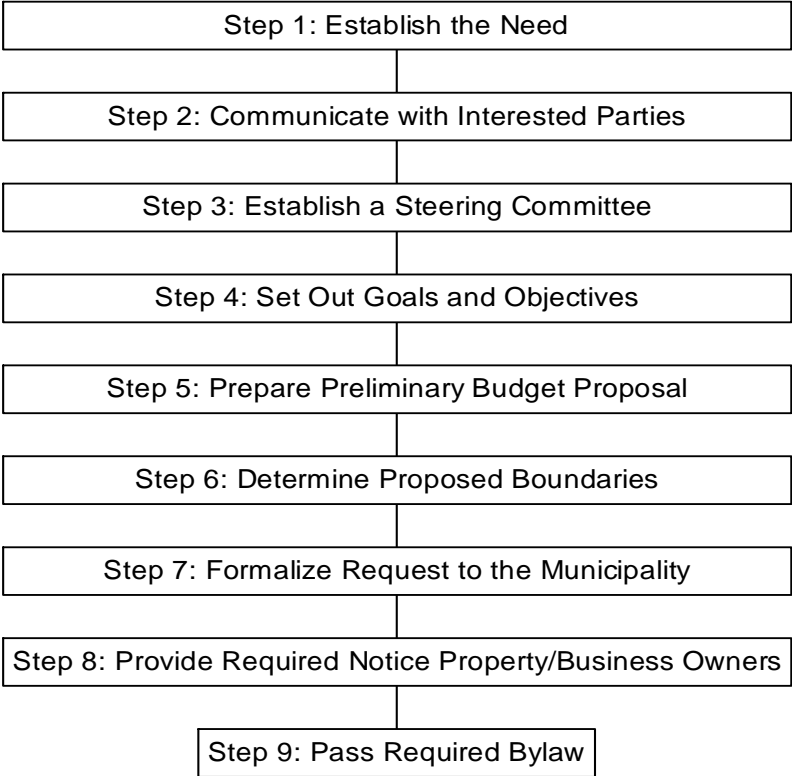 Step 1: Establish the Need
Step 2: Communicate with Interested Parties
Step 3: Establish a Steering Committee
Step 4: Set Out Goals and Objectives
Step 5: Prepare Preliminary Budget Proposal
Step 6: Determine Proposed Boundaries
Step 7: Formalize Request to the Municipality
Step 8: Provide Required Notice Property/Business Owners
Step 9: Pass Required Bylaw